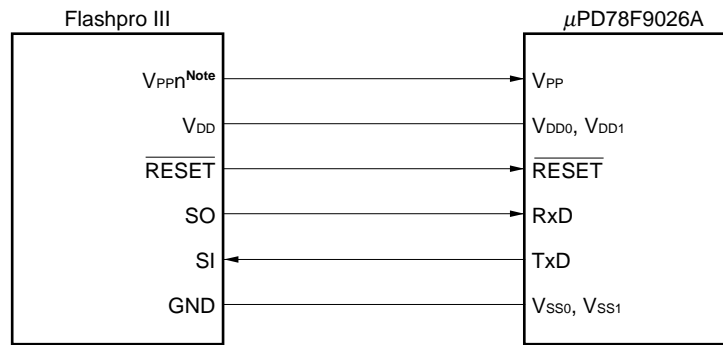 Flashpro III μPD78F9026A
VPPnNote VPP
VDD VDD0, VDD1
RESET RESET
SO RxD
SI TxD
GND VSS0, VSS1